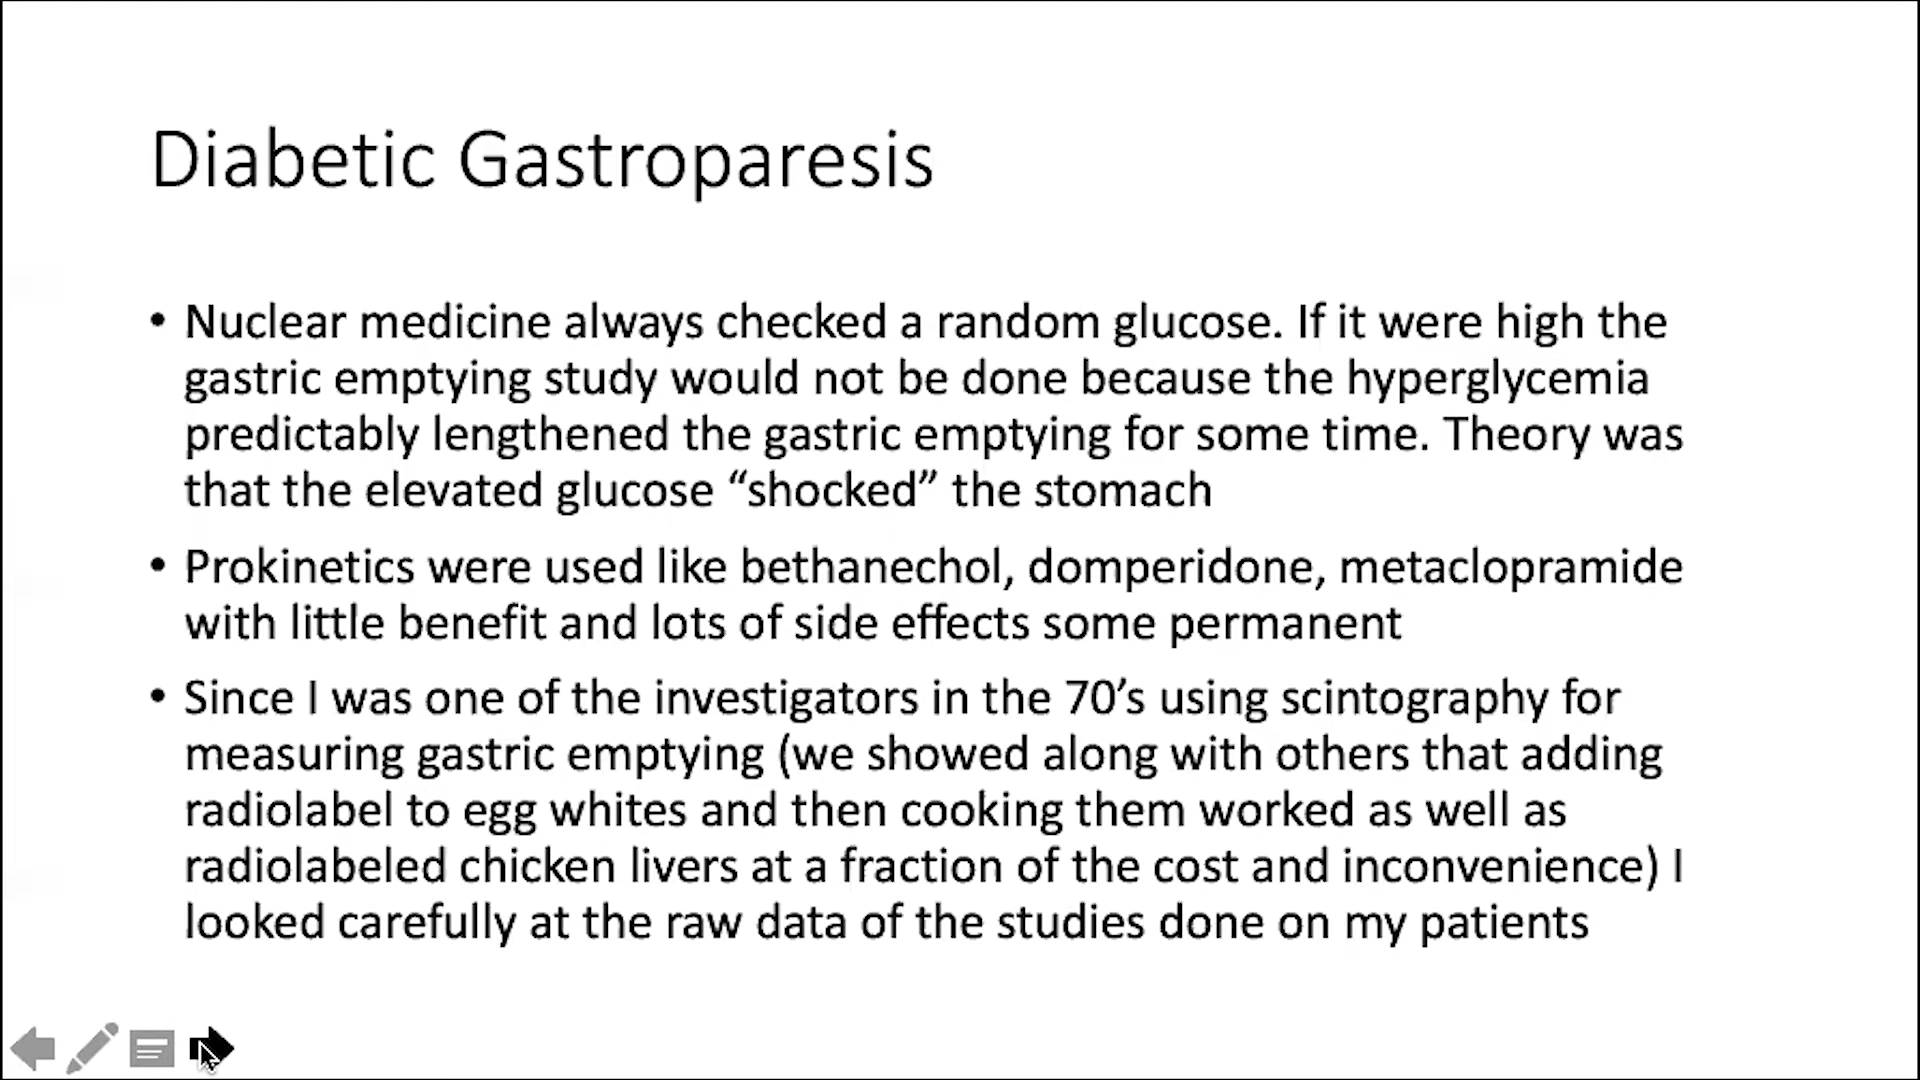 Diabetic Gastroparesis
• Nuclear medicine always checked a random glucose. If it were high the
gastric emptying study would not be done because the hyperglycemia
predictably lengthened the gastric emptying for some time. Theory was
that the elevated glucose “shocked” the stomach
• Prokinetics were used like bethanechol, domperidone, metaclopramide
with little benefit and lots of side effects some permanent
• Since I was one of the investigators in the 70’s using scintography for
measuring gastric emptying (we showed along with others that adding
radiolabel to egg whites and then cooking them worked as well as
radiolabeled chicken livers at a fraction of the cost and inconvenience) I
looked carefully at the raw data of the studies done on my patients